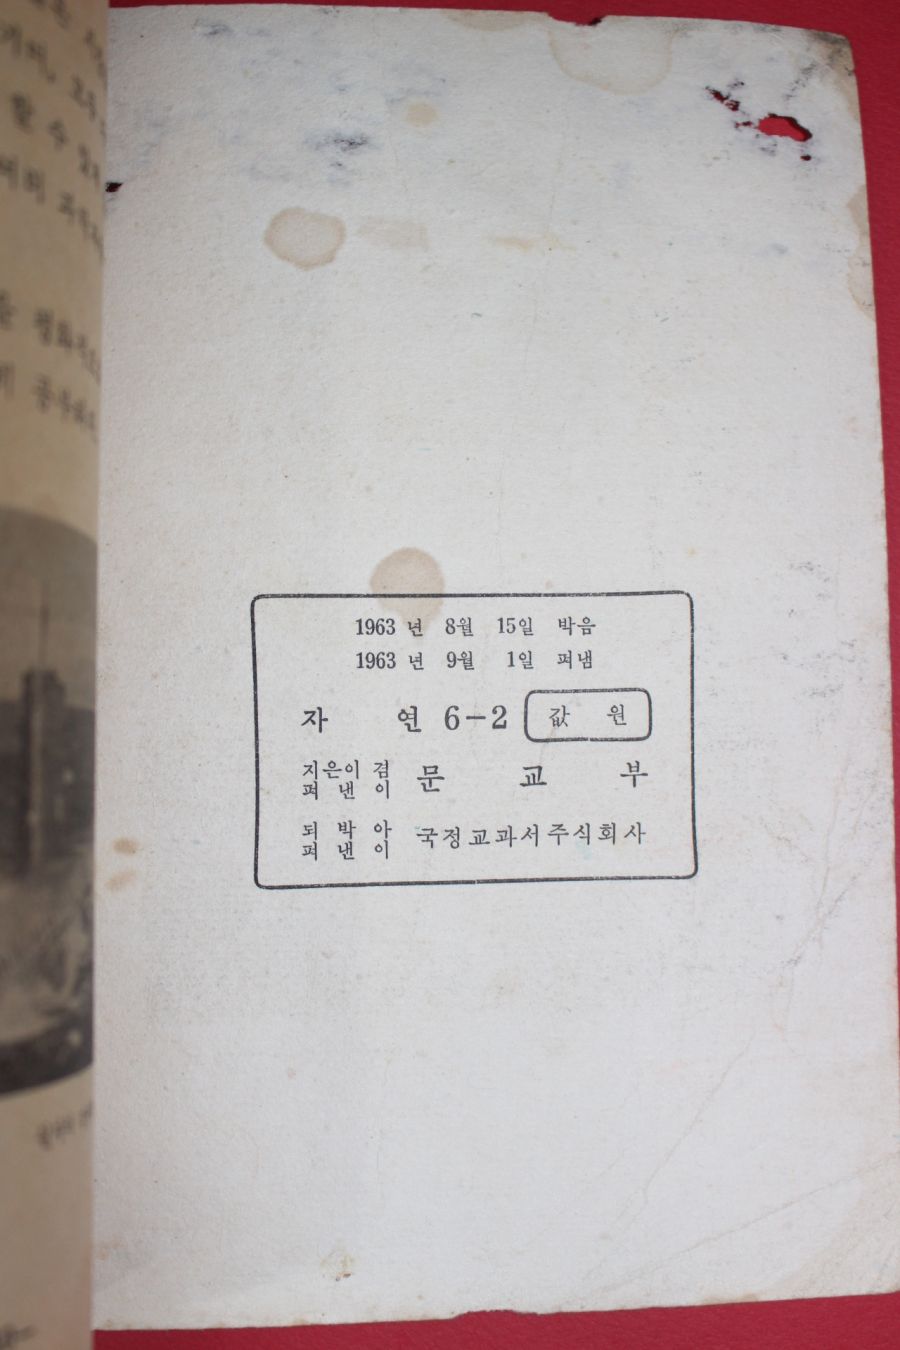 1963 년 8월 15일 박음
1963 년 9월 1일 펴냄
자 연 6-2 값 원
지은이 겸
펴 낸 이
문 교 부
되 박 아
펴 낸 이
국정교과서주식회사
할 수